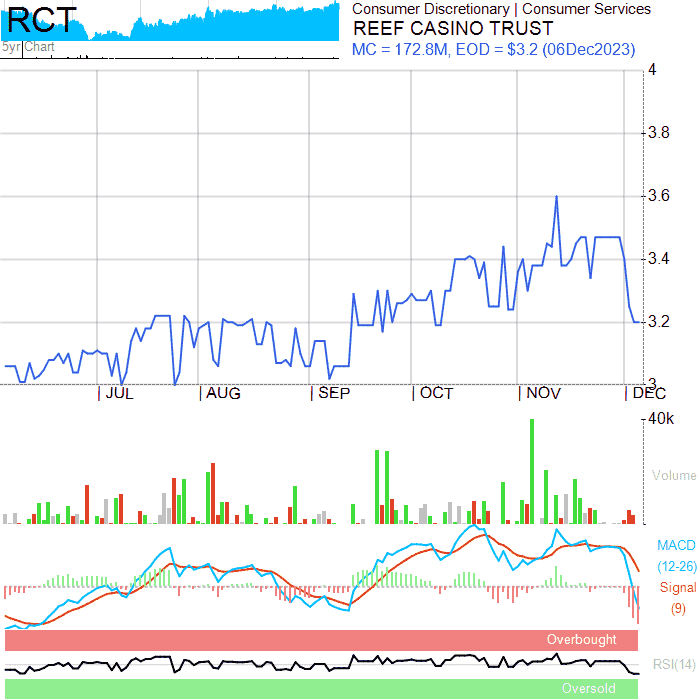 RCT
5yr Chart
Consumer Discretionary | Consumer Services
REEF CASINO TRUST
MC = 172.8M, EOD = $3.2 (06Dec2023)
4
3.8
3.6
3.4
3.2
3
JUL AUG SEP OCT NOV DEC
40k
Volume
MACD
(12-26)
Signal
(9)
Overbought
RSI(14)
Oversold